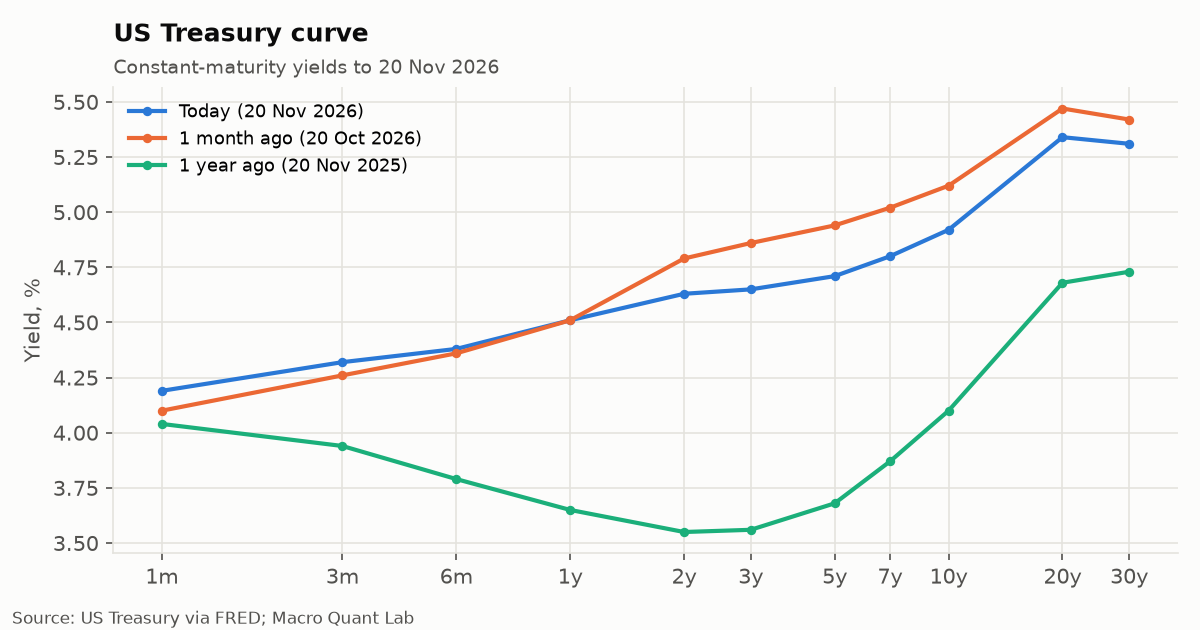 US Treasury curve
Constant-maturity yields to 20 Nov 2026
Today (20 Nov 2026)
1 month ago (20 Oct 2026)
1 year ago (20 Nov 2025)
Yield, %
5.50
5.25
5.00
4.75
4.50
4.25
4.00
3.75
3.50
1m 3m 6m 1y 2y 3y 5y 7y 10y 20y 30y
Source: US Treasury via FRED; Macro Quant Lab